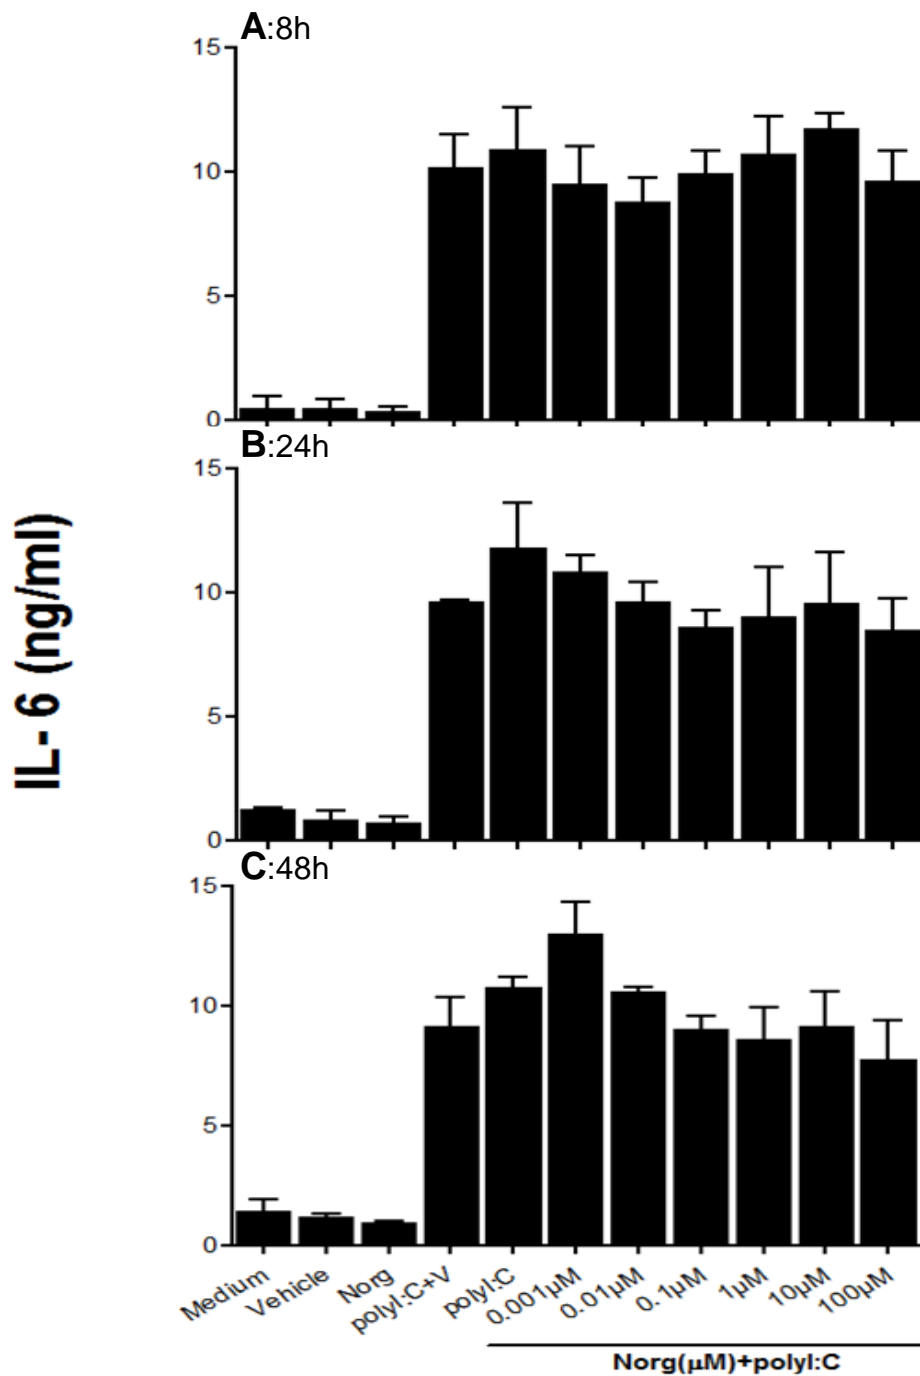 A:8h
15
10
5
0
B:24h
15
10
5
0
IL- 6 (ng/ml)
C:48h
15
10
5
0
Medium
Vehicle
Norg
polyI:C+V
polyI:C
0.001µM
0.01µM
0.1µM
1µM
10µM
100µM
Norg(µM)+polyI:C